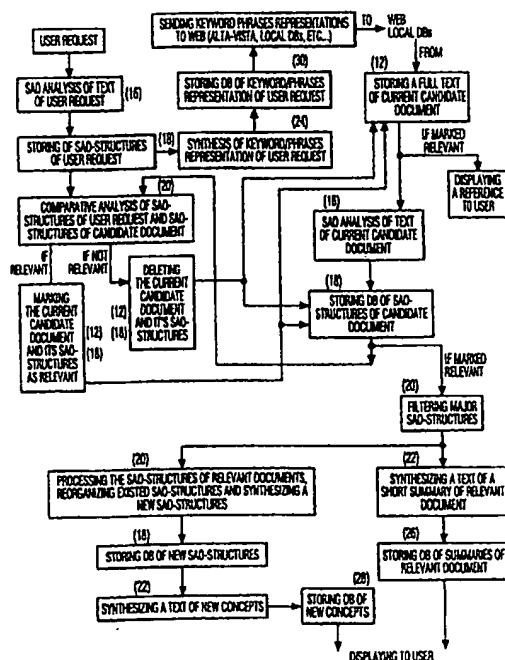 SENDING KEYWORD PHRASES REPRESENTATIONS
TO WEB (ALTA-VISTA, LOCAL DBs, ETC...)
TO
WEB
LOCAL DBs
FROM
USER REQUEST
(30)
STORING DB OF KEYWORD/PHRASES
REPRESENTATION OF USER REQUEST
(12)
STORING A FULL TEXT
OF CURRENT CANDIDATE
DOCUMENT
SAO ANALYSIS OF TEXT
OF USER REQUEST
(16)
(24)
SYNTHESIS OF KEYWORD/PHRASES
REPRESENTATION OF USER REQUEST
STORING OF SAO-STRUCTURES
OF USER REQUEST
(18)
IF MARKED
RELEVANT
DISPLAYING
A REFERENCE
TO USER
(20)
COMPARATIVE ANALYSIS OF SAO-
STRUCTURES OF USER REQUEST AND SAO-
STRUCTURES OF CANDIDATE DOCUMENT
(16)
SAO ANALYSIS OF TEXT
OF CURRENT CANDIDATE
DOCUMENT
IF
RELEVANT
IF NOT
RELEVANT
DELETING
THE CURRENT
CANDIDATE
DOCUMENT
AND IT'S SAO-
STRUCTURES
(12)
(18)
MARKING
THE CURRENT
CANDIDATE
DOCUMENT
AND ITS SAO-
STRUCTURES
AS RELEVANT
(12)
(18)
(18)
STORING DB OF SAO-
STRUCTURES OF CANDIDATE
DOCUMENT
IF MARKED
RELEVANT
(20)
FILTERING MAJOR
SAO-STRUCTURES
(20)
PROCESSING THE SAO-STRUCTURES OF RELEVANT DOCUMENTS,
REORGANIZING EXISTED SAO-STRUCTURES AND SYNTHESIZING A
NEW SAO-STRUCTURES
(22)
SYNTHESIZING A TEXT OF A
SHORT SUMMARY OF RELEVANT
DOCUMENT
(18)
STORING DB OF NEW SAO-STRUCTURES
(26)
STORING DB OF SUMMARIES OF
RELEVANT DOCUMENT
(22)
SYNTHESIZING A TEXT OF NEW CONCEPTS
(28)
STORING DB OF
NEW CONCEPTS
DISPLAYING TO USER